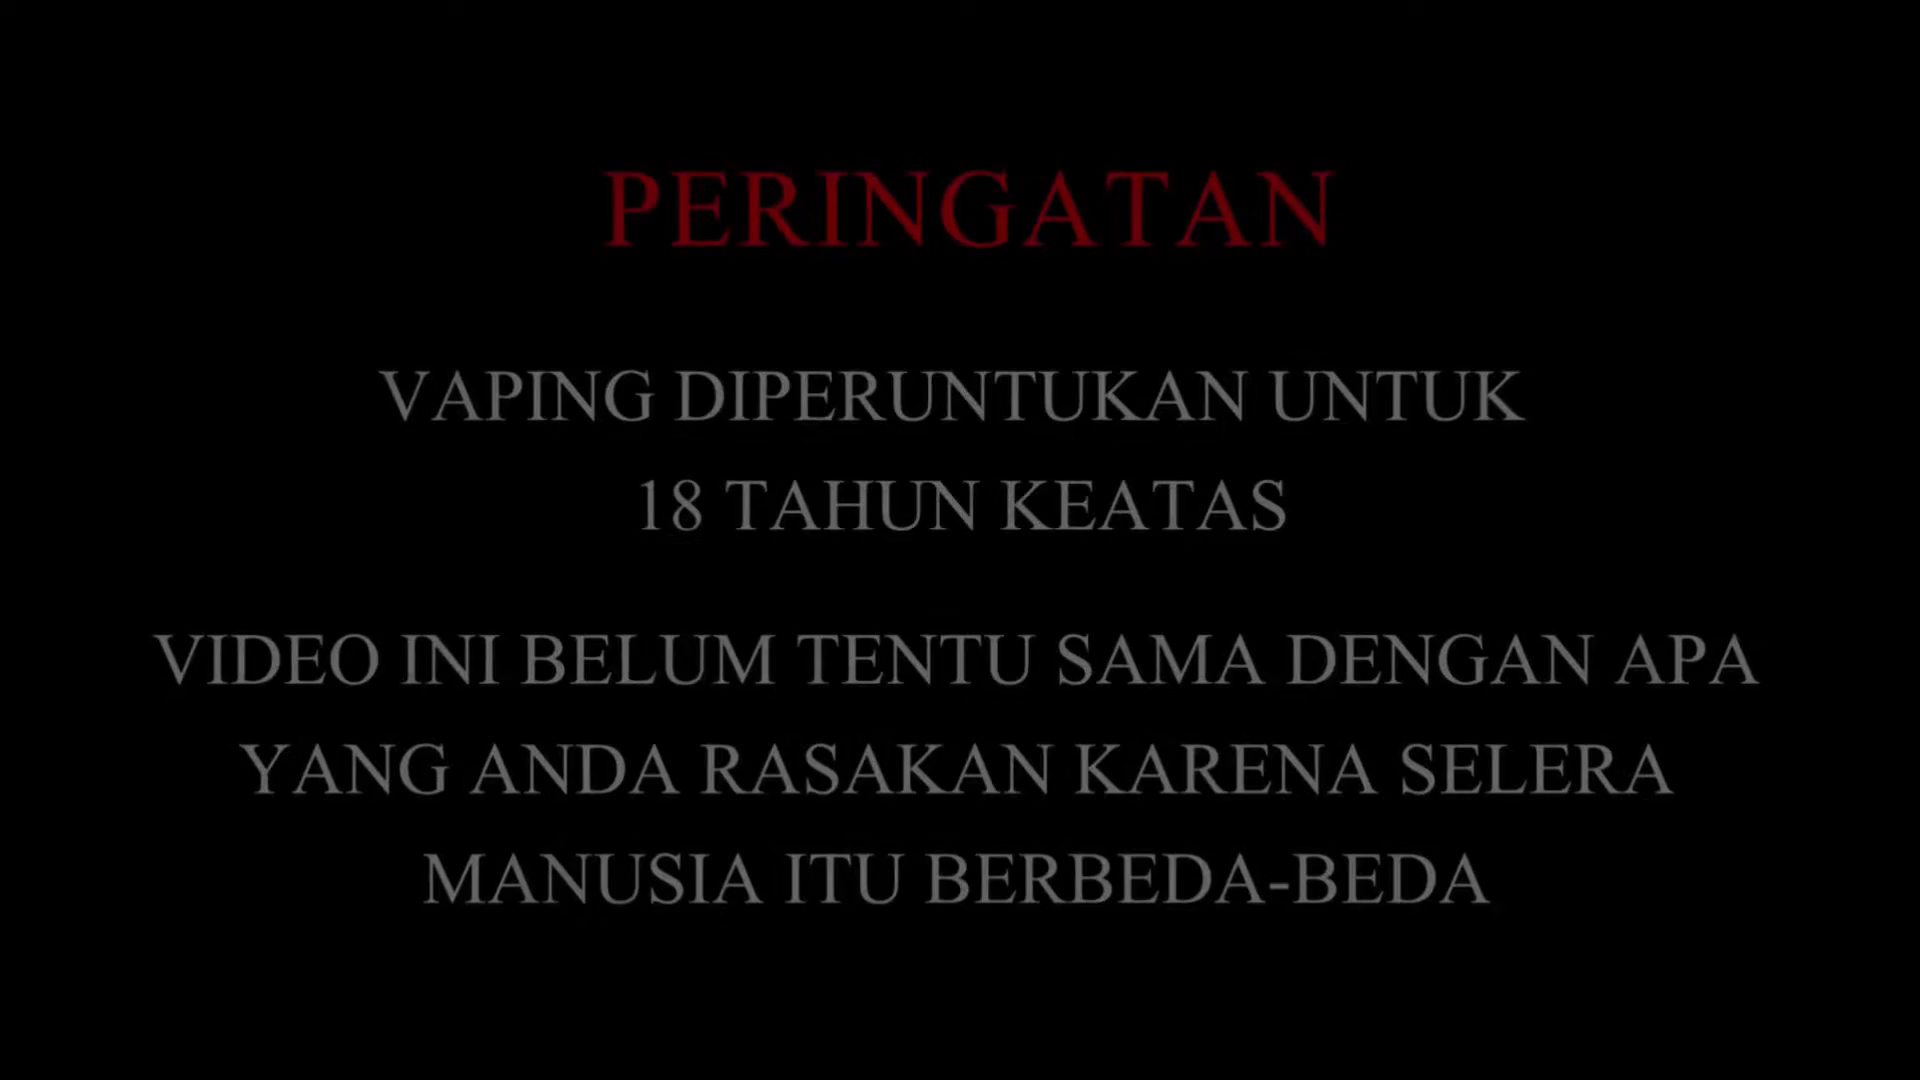 PERINGATAN
VAPING DIPERUNTUKAN UNTUK
18 TAHUN KEATAS
VIDEO INI BELUM TENTU SAMA DENGAN APA
YANG ANDA RASAKAN KARENA SELERA
MANUSIA ITU BERBEDA-BEDA